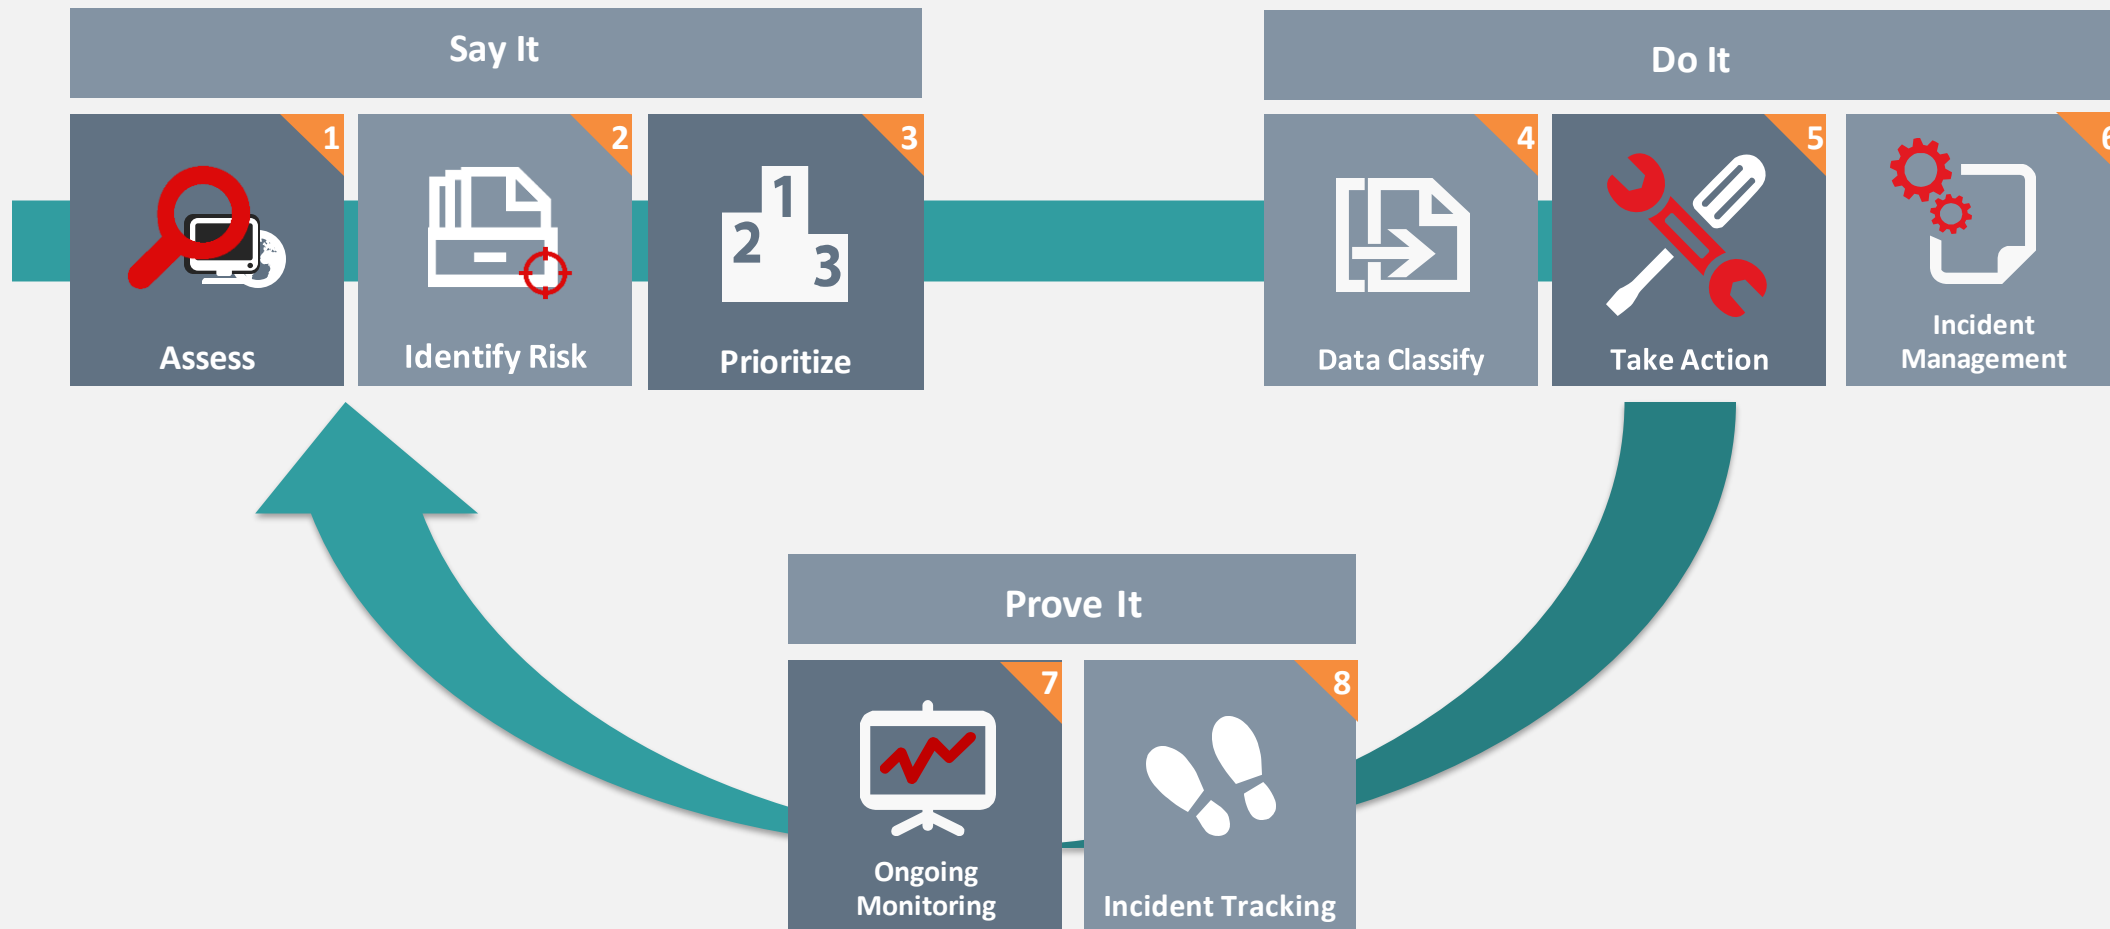 Say It
Do It
1
2
3
4
5
6
1
2
3
Assess
Identify Risk
Prioritize
Data Classify
Take Action
Incident
Management
Prove It
7
8
Ongoing
Monitoring
Incident Tracking